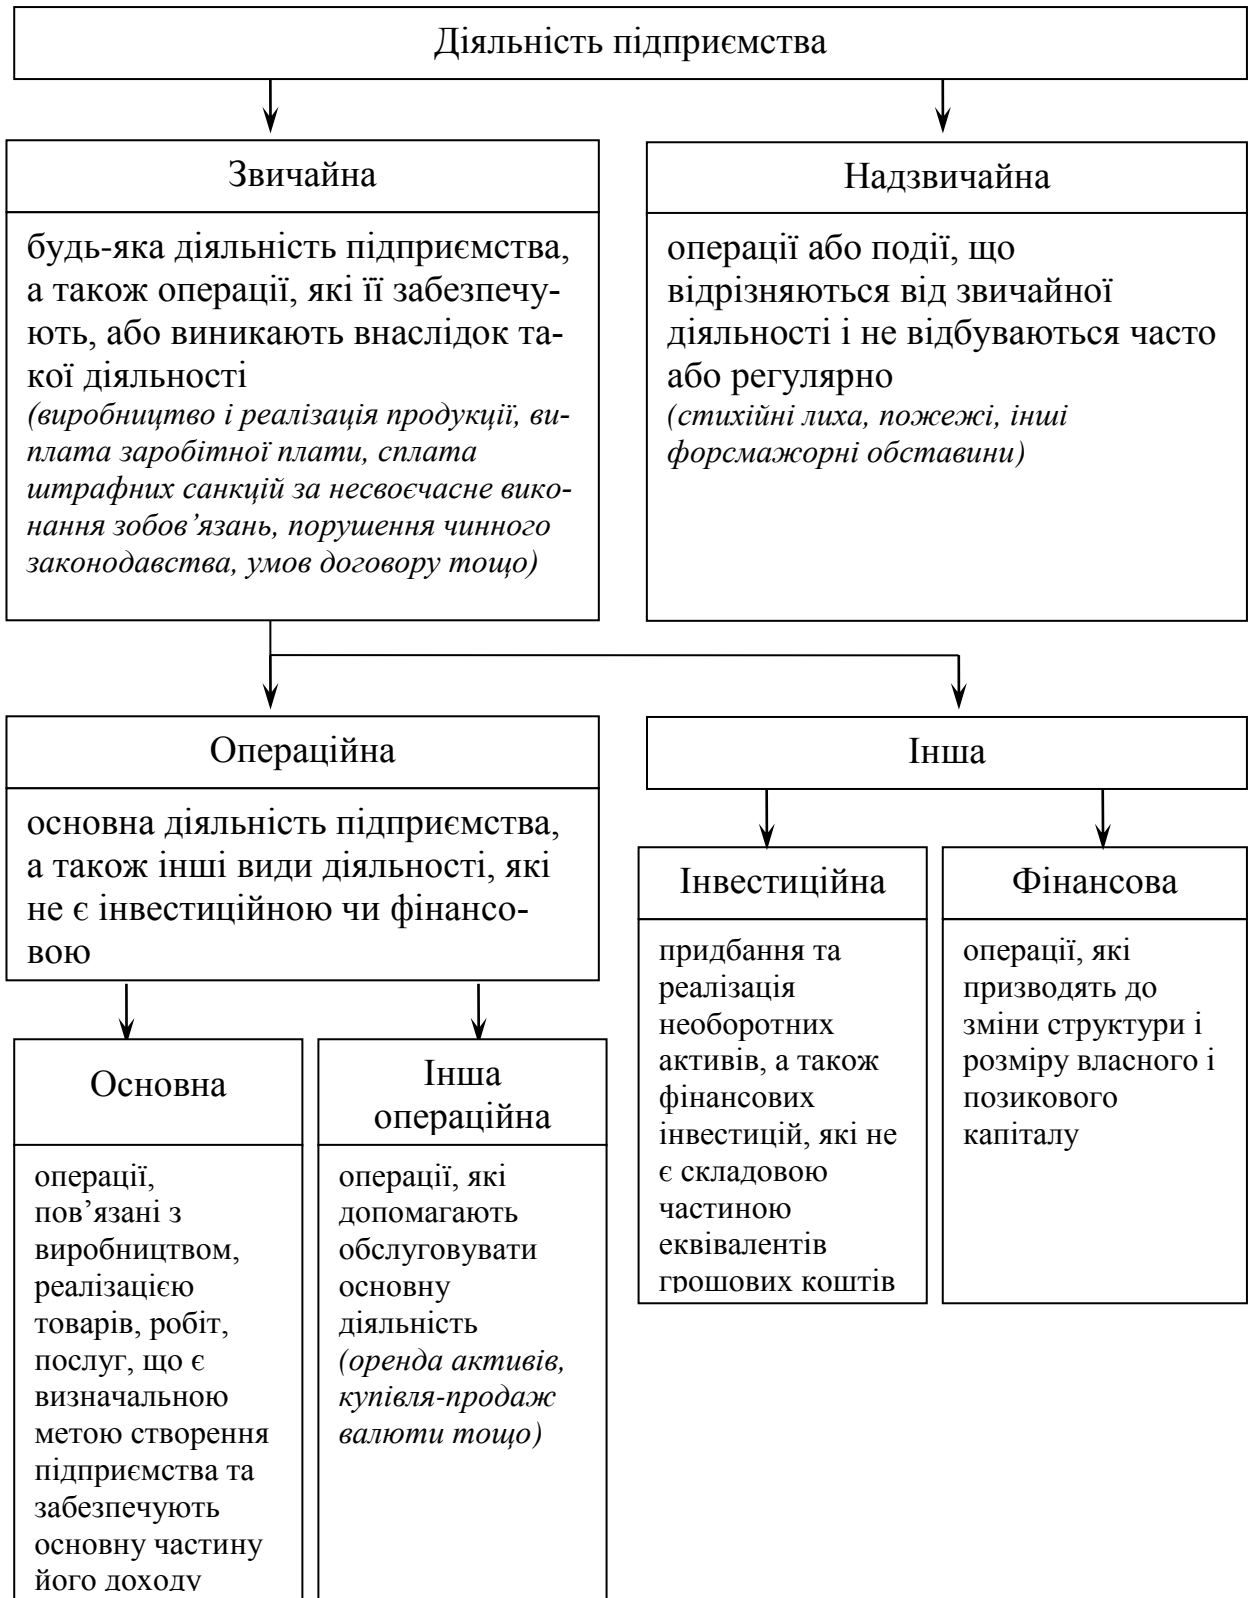 Діяльність підприємства
Звичайна
будь-яка діяльність підприємства,
а також операції, які її забезпечу-
ють, або виникають внаслідок та-
кої діяльності
(виробництво і реалізація продукції, ви-
плата заробітної плати, сплата
штрафних санкцій за несвоєчасне вико-
нання зобов’язань, порушення чинного
законодавства, умов договору тощо)
Надзвичайна
операції або події, що
відрізняються від звичайної
діяльності і не відбуваються часто
або регулярно
(стихійні лиха, пожежі, інші
форсмажорні обставини)
Операційна
основна діяльність підприємства,
а також інші види діяльності, які
не є інвестиційною чи фінансо-
вою
Інша
Основна
операції,
пов’язані з
виробництвом,
реалізацією
товарів, робіт,
послуг, що є
визначальною
метою створення
підприємства та
забезпечують
основну частину
його доходу
Інша
операційна
операції, які
допомагають
обслуговувати
основну
діяльність
(оренда активів,
купівля-продаж
валюти тощо)
Інвестиційна
придбання та
реалізація
необоротних
активів, а також
фінансових
інвестицій, які не
є складовою
частиною
еквівалентів
грошових коштів
Фінансова
операції, які
призводять до
зміни структури і
розміру власного і
позикового
капіталу